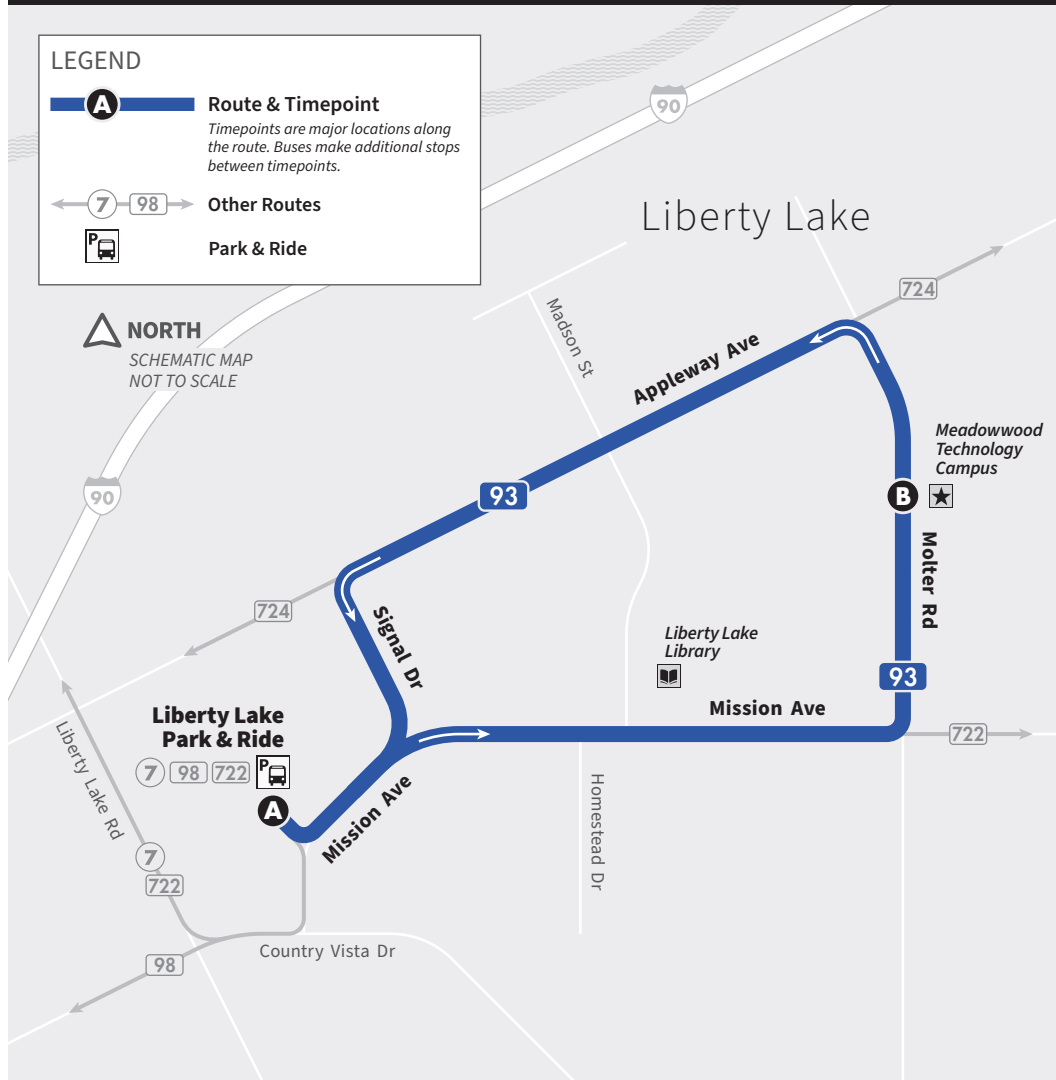 LEGEND
A
Route & Timepoint
Timepoints are major locations along
the route. Buses make additional stops
between timepoints.
7
98
Other Routes
P
Park & Ride
90
Liberty Lake
724
NORTH
SCHEMATIC MAP
NOT TO SCALE
Madson St
Appleway Ave
Meadowwood
Technology
Campus
90
93
B
Molter Rd
724
Signal Dr
Liberty Lake
Library
93
Mission Ave
722
Liberty Lake
Park & Ride
7 98 722 P
A
Mission Ave
Liberty Lake Rd
Homestead Dr
7
722
Country Vista Dr
98